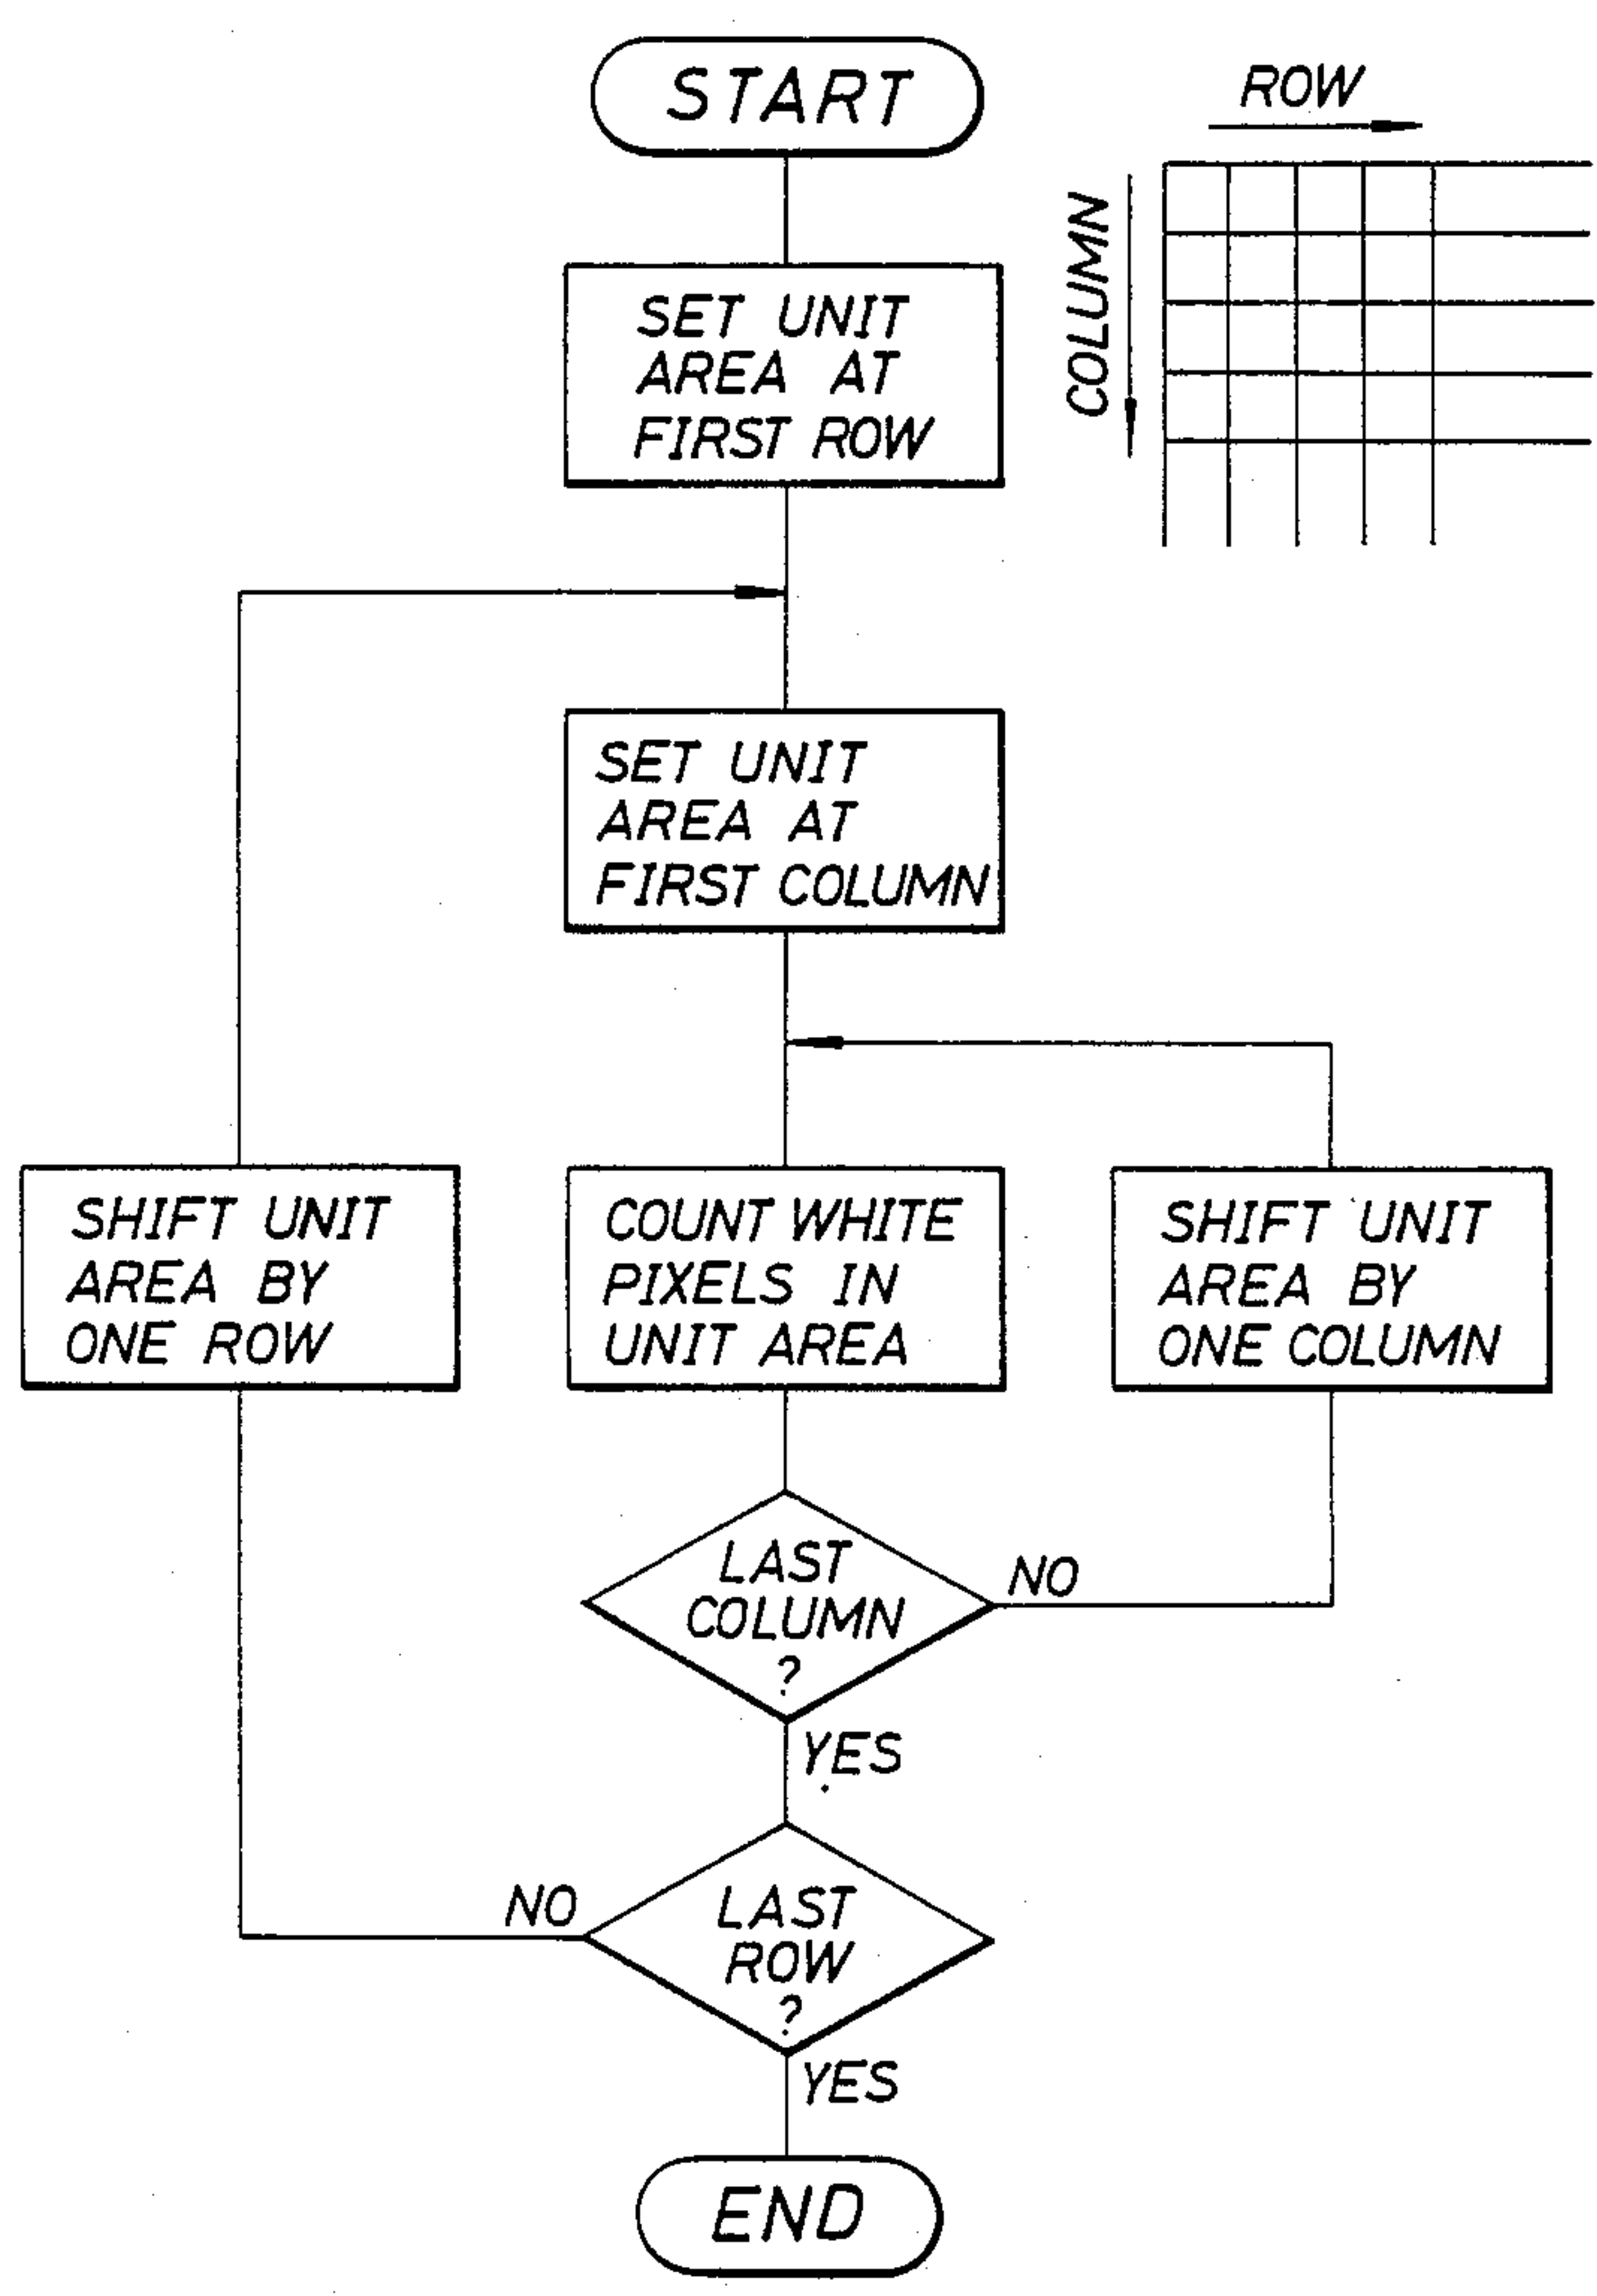 START
ROW
COLUMN
SET UNIT
AREA AT
FIRST ROW
SET UNIT
AREA AT
FIRST COLUMN
SHIFT UNIT
AREA BY
ONE ROW
COUNT WHITE
PIXELS IN
UNIT AREA
SHIFT UNIT
AREA BY
ONE COLUMN
LAST
COLUMN
?
NO
YES
LAST
ROW
?
NO
YES
END